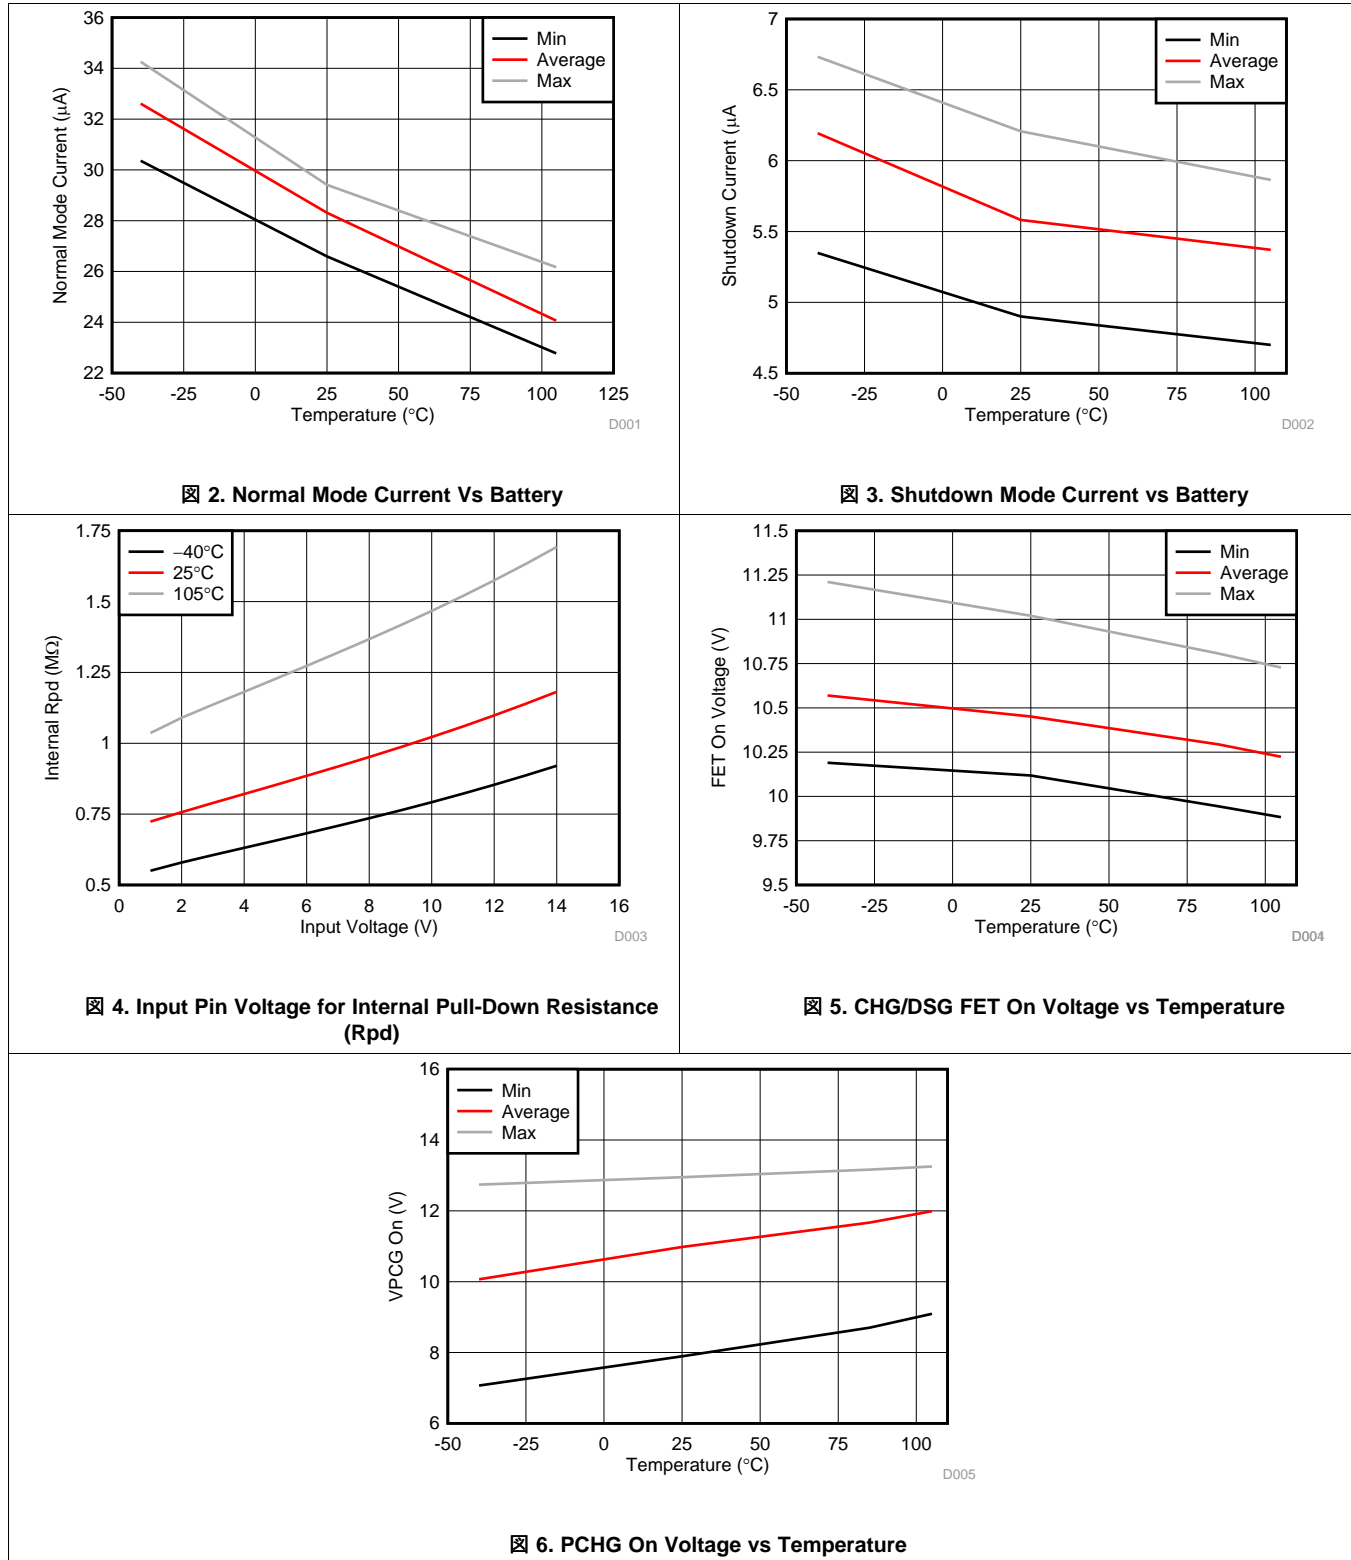 36
34
32
30
28
26
24
22
Normal Mode Current (μA)
Min
Average
Max
-50 -25 0 25 50 75 100 125
Temperature (°C)
D001
図 2. Normal Mode Current Vs Battery
7
6.5
6
5.5
5
4.5
Shutdown Current (μA
Min
Average
Max
-50 -25 0 25 50 75 100
Temperature (°C)
D002
図 3. Shutdown Mode Current vs Battery
1.75
1.5
1.25
1
0.75
0.5
Internal Rpd (MΩ)
–40°C
25°C
105°C
0 2 4 6 8 10 12 14 16
Input Voltage (V)
D003
図 4. Input Pin Voltage for Internal Pull-Down Resistance
(Rpd)
11.5
11.25
11
10.75
10.5
10.25
10
9.75
9.5
FET On Voltage (V)
Min
Average
Max
-50 -25 0 25 50 75 100
Temperature (°C)
D004
図 5. CHG/DSG FET On Voltage vs Temperature
16
14
12
10
8
6
VPCG On (V)
Min
Average
Max
-50 -25 0 25 50 75 100
Temperature (°C)
D005
図 6. PCHG On Voltage vs Temperature